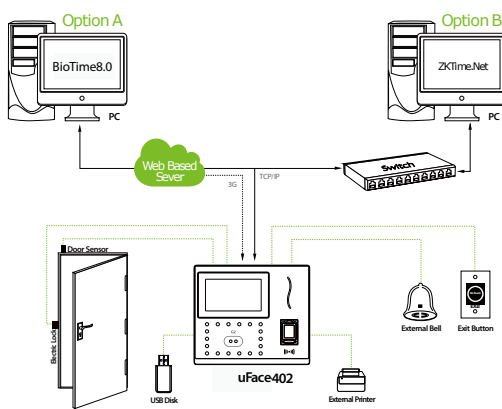 Option A
Option B
BioTime8.0
ZKTime.Net
PC
PC
Web Based
Sever
Switch
TCP/IP
3G
Door Sensor
Electric Lock
External Bell
Exit Button
EXIT
USB Disk
uFace402
External Printer